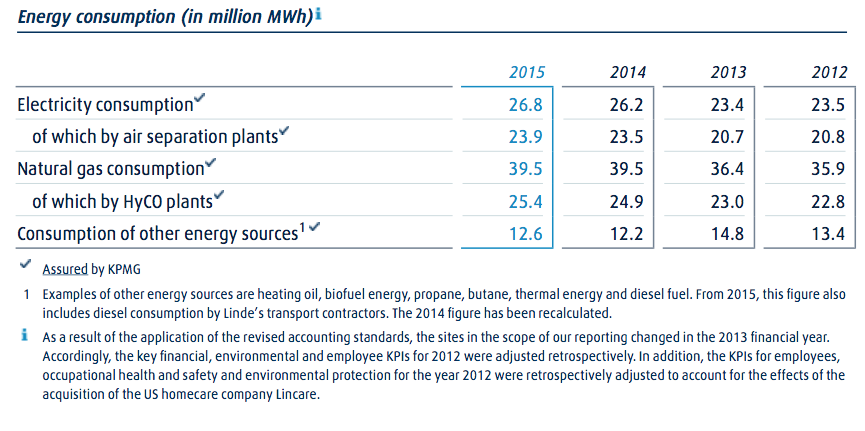 Energy consumption (in million MWh) i
2015 2014 2013 2012
Electricity consumption✓ 26.8 26.2 23.4 23.5
of which by air separation plants✓ 23.9 23.5 20.7 20.8
Natural gas consumption✓ 39.5 39.5 36.4 35.9
of which by HyCO plants✓ 25.4 24.9 23.0 22.8
Consumption of other energy sources1 ✓ 12.6 12.2 14.8 13.4
✓ Assured by KPMG
1 Examples of other energy sources are heating oil, biofuel energy, propane, butane, thermal energy and diesel fuel. From 2015, this figure also
includes diesel consumption by Linde's transport contractors. The 2014 figure has been recalculated.
i As a result of the application of the revised accounting standards, the sites in the scope of our reporting changed in the 2013 financial year.
Accordingly, the key financial, environmental and employee KPIs for 2012 were adjusted retrospectively. In addition, the KPIs for employees,
occupational health and safety and environmental protection for the year 2012 were retrospectively adjusted to account for the effects of the
acquisition of the US homecare company Lincare.